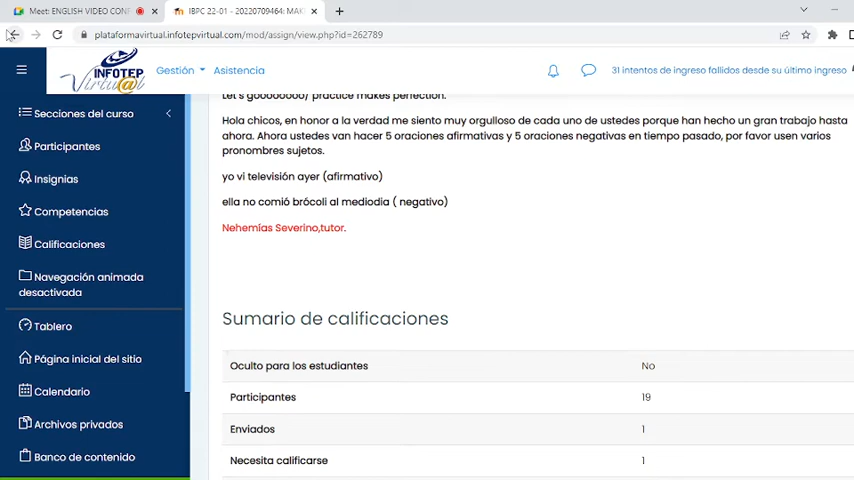 Meet: ENGLISH VIDEO CONF
IBPC 22-01 - 20220709464: MAK
plataformavirtual.infotepvirtual.com/mod/assign/view.php?id=262789
INFOTEP
Virtu@l
Gestión
Asistencia
31 intentos de ingreso fallidos desde su último ingreso
Secciones del curso
Participantes
Insignias
Competencias
Calificaciones
Navegación animada
desactivada
Tablero
Página inicial del sitio
Calendario
Archivos privados
Banco de contenido
Let's goooooooo/ practice makes perfection.
Hola chicos, en honor a la verdad me siento muy orgulloso de cada uno de ustedes porque han hecho un gran trabajo hasta
ahora. Ahora ustedes van hacer 5 oraciones afirmativas y 5 oraciones negativas en tiempo pasado, por favor usen varios
pronombres sujetos.
yo vi televisión ayer (afirmativo)
ella no comió brócoli al mediodia ( negativo)
Nehemías Severino,tutor.
Sumario de calificaciones
Oculto para los estudiantes No
Participantes 19
Enviados 1
Necesita calificarse 1